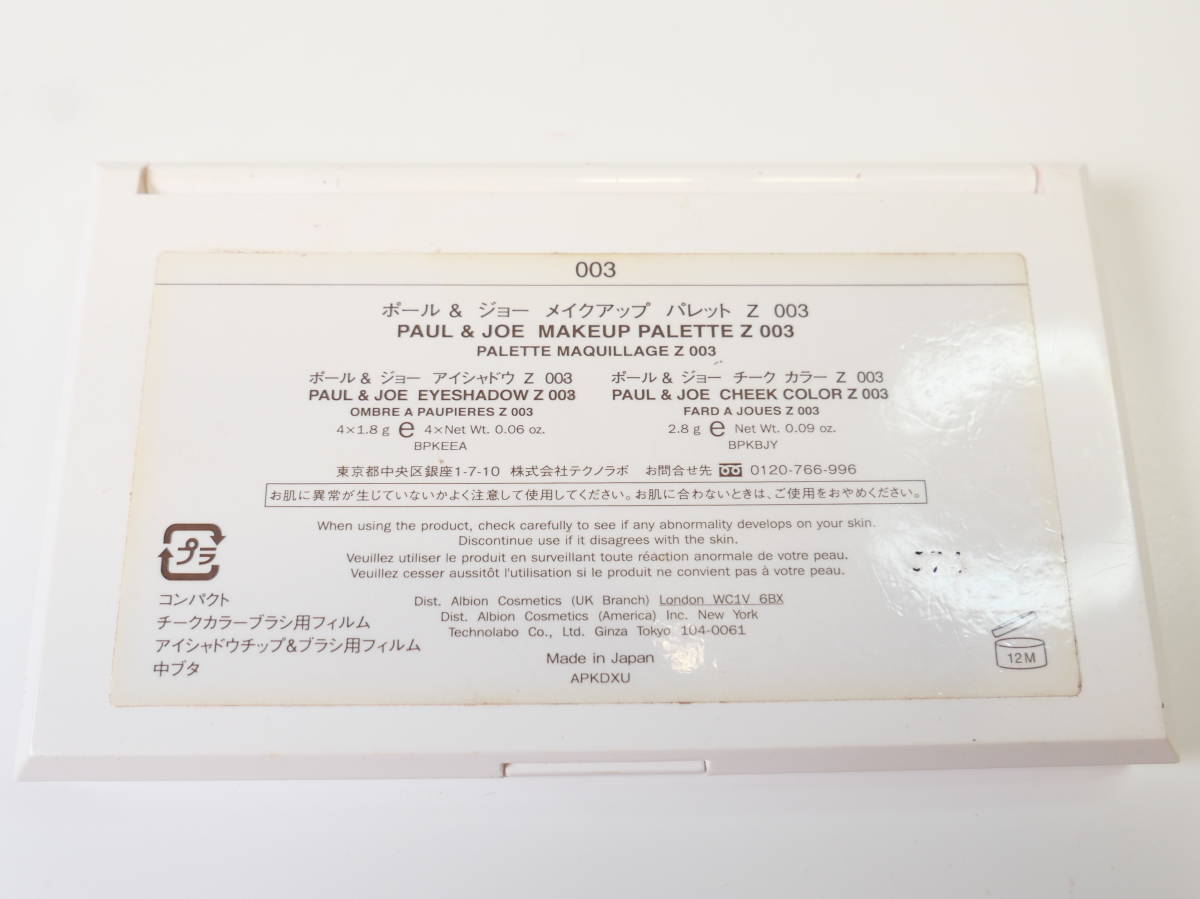 003
ポール & ジョー メイクアップ パレット Z 003
PAUL & JOE MAKEUP PALETTE Z 003
PALETTE MAQUILLAGE Z 003
ポール & ジョー アイシャドウ Z 003
PAUL & JOE EYESHADOW Z 003
OMBRE A PAUPIERES Z 003
4×1.8 g ℮ 4×Net Wt. 0.06 oz.
BPKEEA
ポール & ジョー チーク カラー Z 003
PAUL & JOE CHEEK COLOR Z 003
FARD A JOUES Z 003
2.8 g ℮ Net Wt. 0.09 oz.
BPKBJY
東京都中央区銀座1-7-10 株式会社テクノラボ お問合せ先 0120-766-996
お肌に異常が生じていないかよく注意して使用してください。お肌に合わないときは、ご使用をおやめください。
When using the product, check carefully to see if any abnormality develops on your skin.
Discontinue use if it disagrees with the skin.
Veuillez utiliser le produit en surveillant toute réaction anormale de votre peau.
Veuillez cesser aussitôt l'utilisation si le produit ne convient pas à votre peau.
プラ
コンパクト
チークカラーブラシ用フィルム
アイシャドウチップ&ブラシ用フィルム
中ブタ
Dist. Albion Cosmetics (UK Branch) London WC1V 6BX
Dist. Albion Cosmetics (America) Inc. New York
Technolabo Co., Ltd. Ginza Tokyo 104-0061
Made in Japan
APKDXU
12M